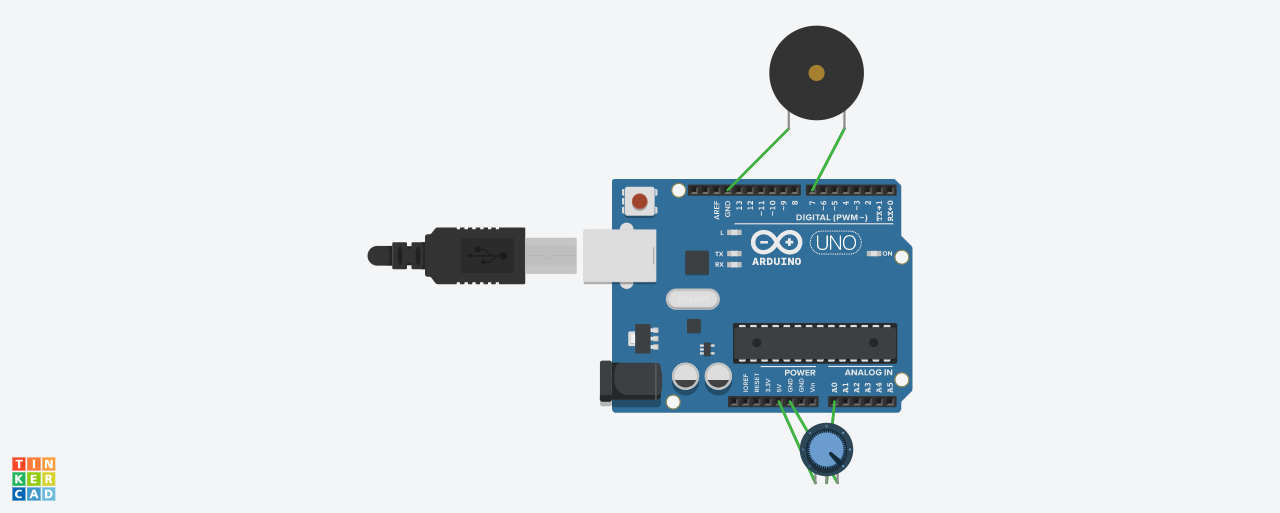 AREF
GND
13
12
~11
~10
~9
8
7
~6
~5
4
~3
2
TX→1
RX←0
DIGITAL (PWM~)
L
TX
RX
UNO
ON
ARDUINO
POWER
ANALOG IN
IOREF
RESET
3.3V
5V
GND
GND
Vin
A0
A1
A2
A3
A4
A5
TIN
KER
CAD